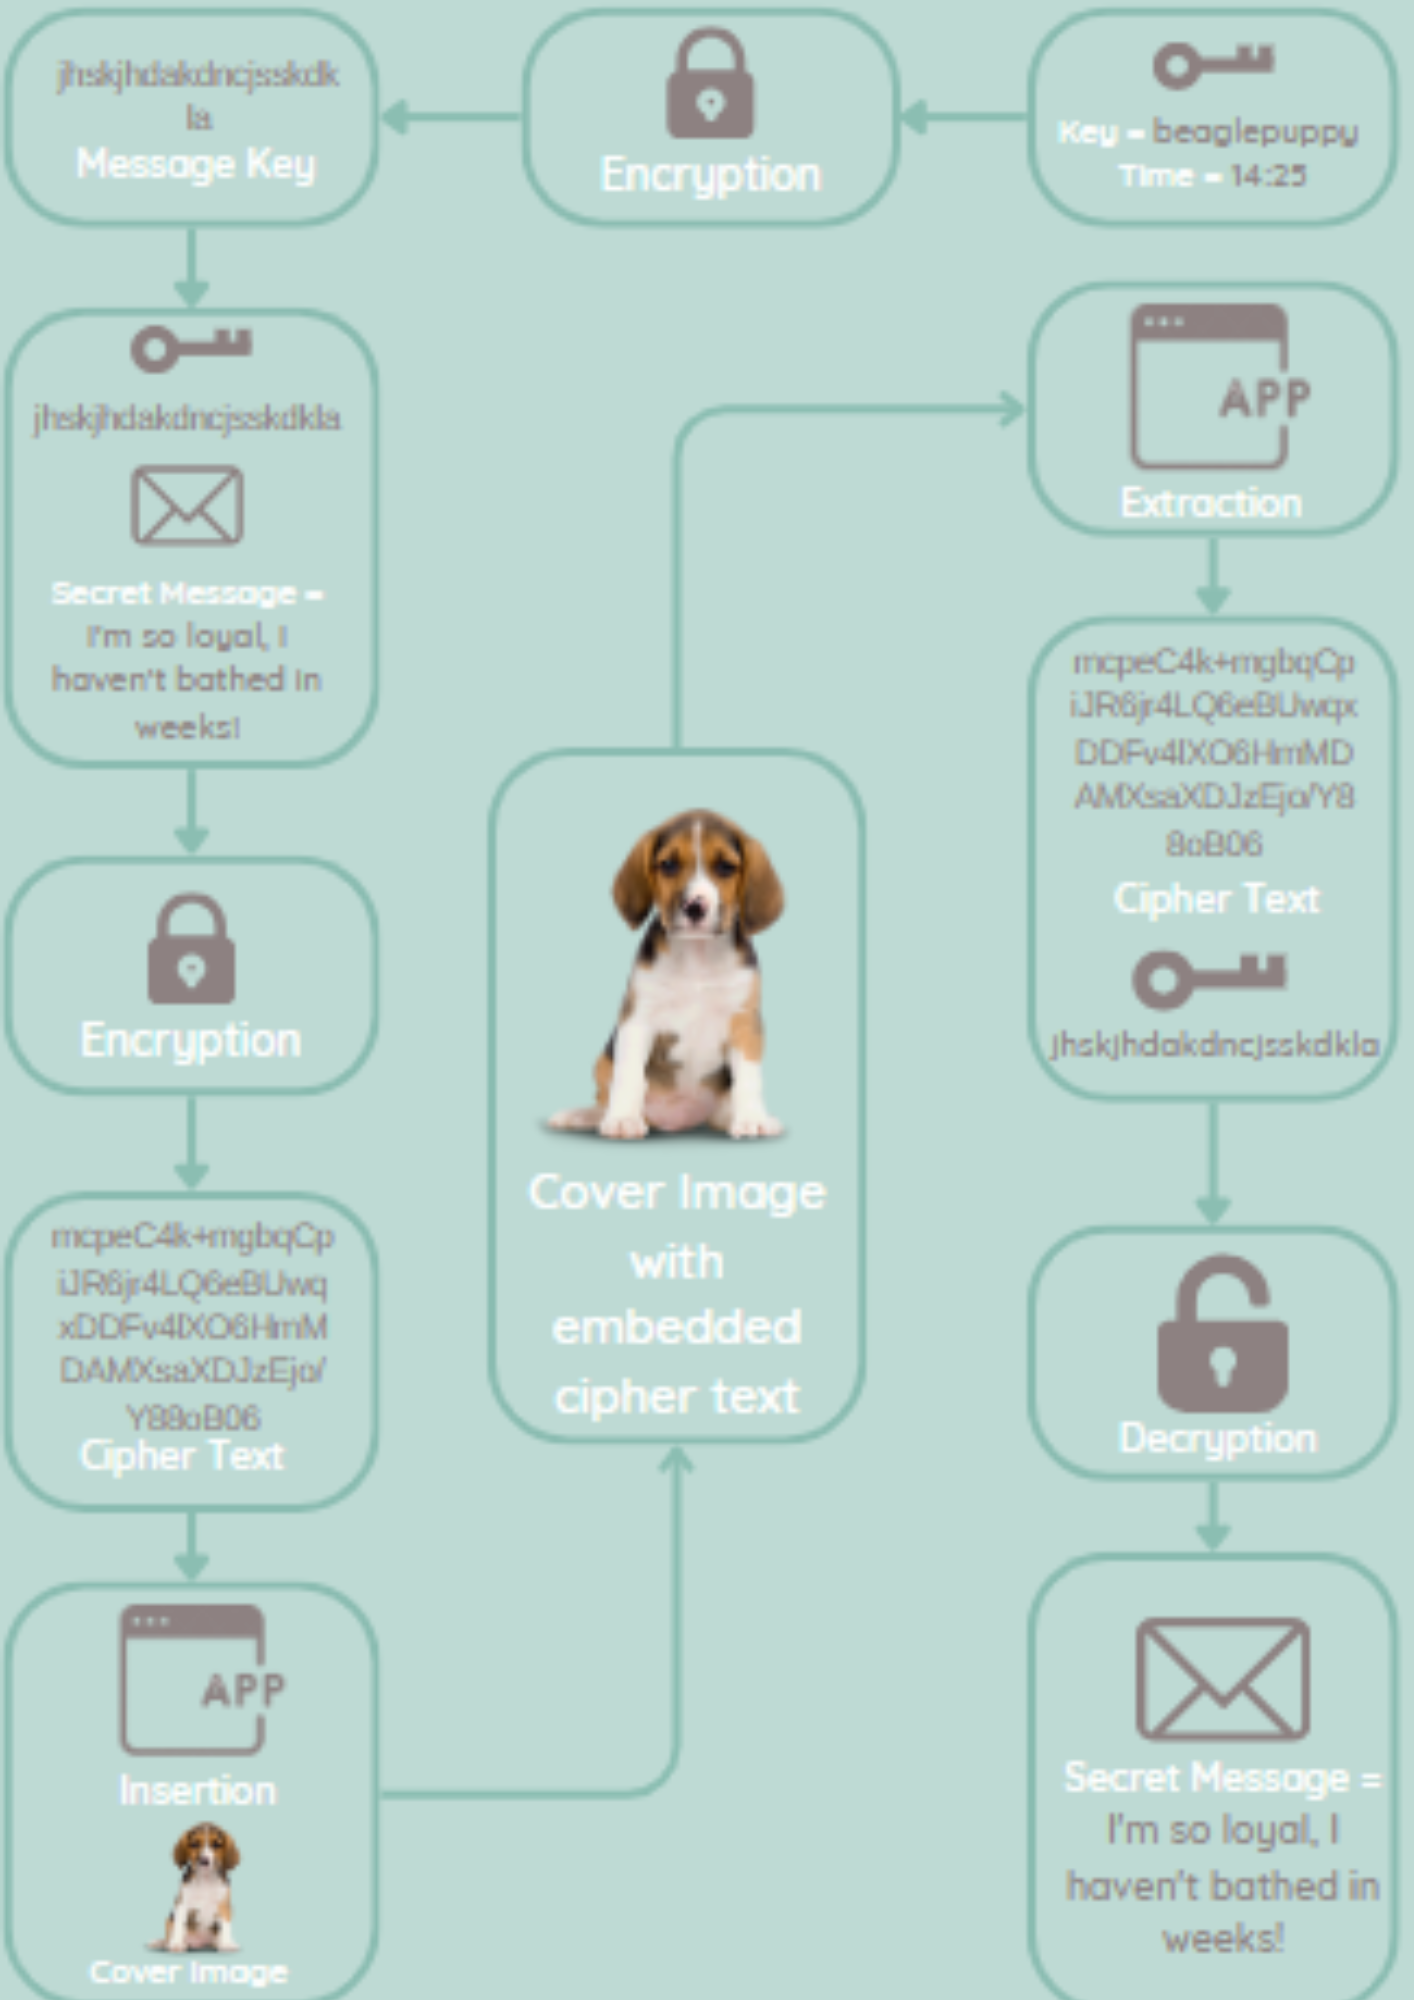 jhskjhdakdncjsskdk
la
Message Key
Encryption
Key = beaglepuppy
Time = 14:25
jhskjhdakdncjsskdkla
Secret Message =
I'm so loyal, I
haven't bathed in
weeks!
Encryption
mcpeC4k+mgbqCp
iJR6jr4LQ6eBUwq
xDDFv4lXO6HmM
DAMXsaXDJzEjo/
Y88oB06
Cipher Text
APP
Insertion
Cover Image
Cover Image
with
embedded
cipher text
APP
Extraction
mcpeC4k+mgbqCp
iJR6jr4LQ6eBUwqx
DDFv4lXO6HmMD
AMXsaXDJzEjo/Y8
8oB06
Cipher Text
jhskjhdakdncjsskdkla
Decryption
Secret Message =
I'm so loyal, I
haven't bathed in
weeks!